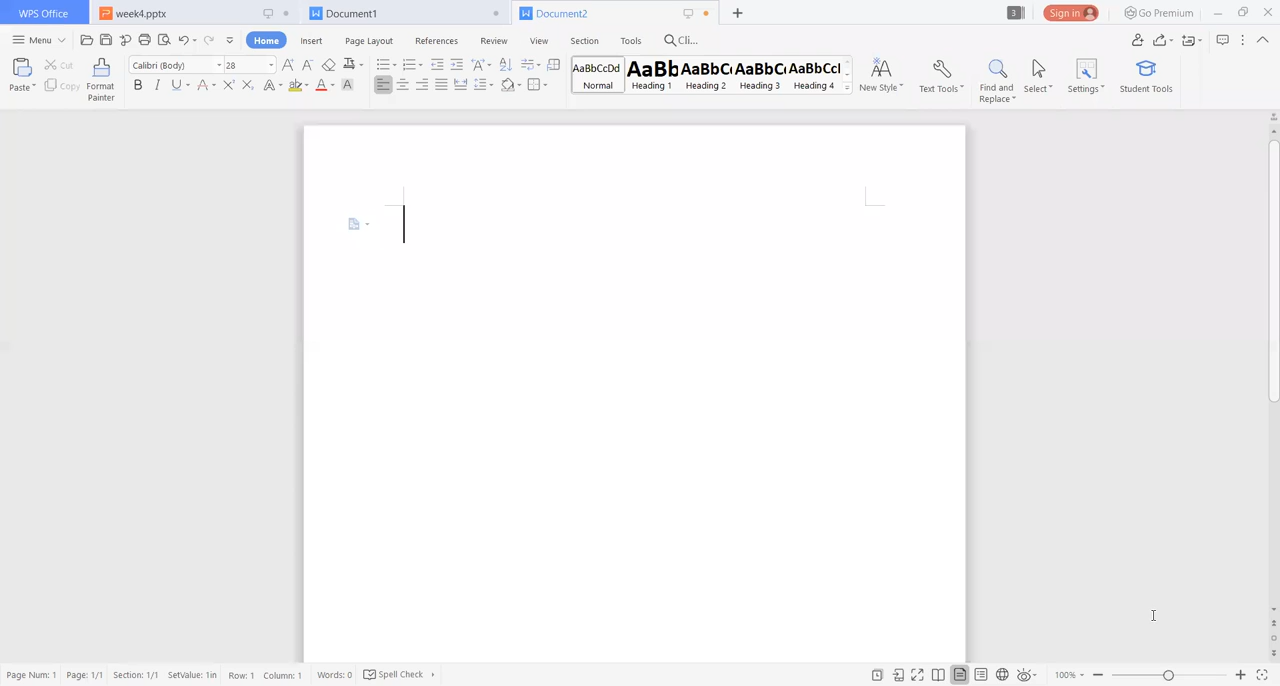 WPS Office week4.pptx Document1 Document2 3 Sign in Go Premium
Menu Home Insert Page Layout References Review View Section Tools Cli...
Paste Cut Copy Format Painter Calibri (Body) 28 AaBbCcDd AaBb AaBbC AaBbC AaBbCcl New Style Text Tools Find and Replace Select Settings Student Tools
Normal Heading 1 Heading 2 Heading 3 Heading 4
Page Num: 1 Page: 1/1 Section: 1/1 SetValue: 1in Row: 1 Column: 1 Words: 0 Spell Check 100%